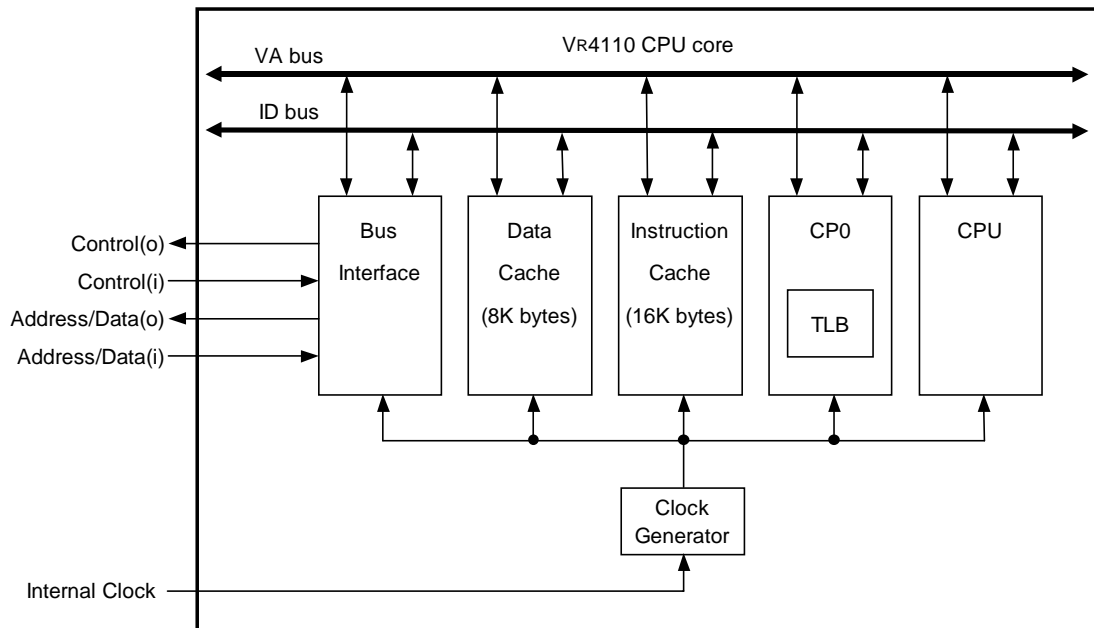 VR4110 CPU core
VA bus
ID bus
Control(o)
Control(i)
Address/Data(o)
Address/Data(i)
Bus
Interface
Data
Cache
(8K bytes)
Instruction
Cache
(16K bytes)
CP0
TLB
CPU
Clock
Generator
Internal Clock